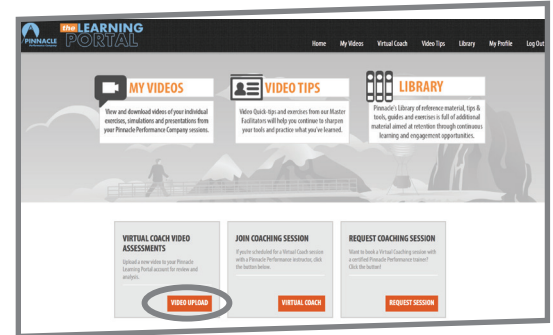 PINNACLE
the LEARNING
PORTAL
Home My Videos Virtual Coach Video Tips Library My Profile Log Out
MY VIDEOS
View and download videos of your individual
exercises, simulations and presentations from
your Pinnacle Performance Company sessions.
VIDEO TIPS
Video Quick-tips and exercises from our Master
Facilitators will help you continue to sharpen
your tools and practice what you've learned.
LIBRARY
Pinnacle's Library of reference material, tips &
tools, guides and exercises is full of additional
material aimed at retention through continuous
learning and engagement opportunities.
VIRTUAL COACH VIDEO
ASSESSMENTS
Upload a new video to your Pinnacle
Learning Portal account for review and
analysis.
VIDEO UPLOAD
JOIN COACHING SESSION
If you're scheduled for a Virtual Coach session
with a Pinnacle Performance instructor, click
the button below.
VIRTUAL COACH
REQUEST COACHING SESSION
Want to book a Virtual Coaching session with
a certified Pinnacle Performance trainer?
Click the button!
REQUEST SESSION